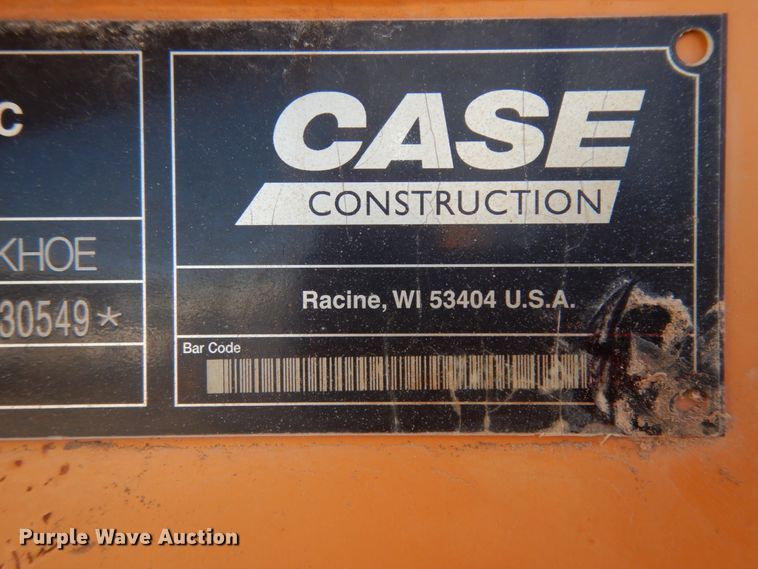 C
KHOE
30549*
CASE
CONSTRUCTION
Racine, WI 53404 U.S.A.
Bar Code
Purple Wave Auction